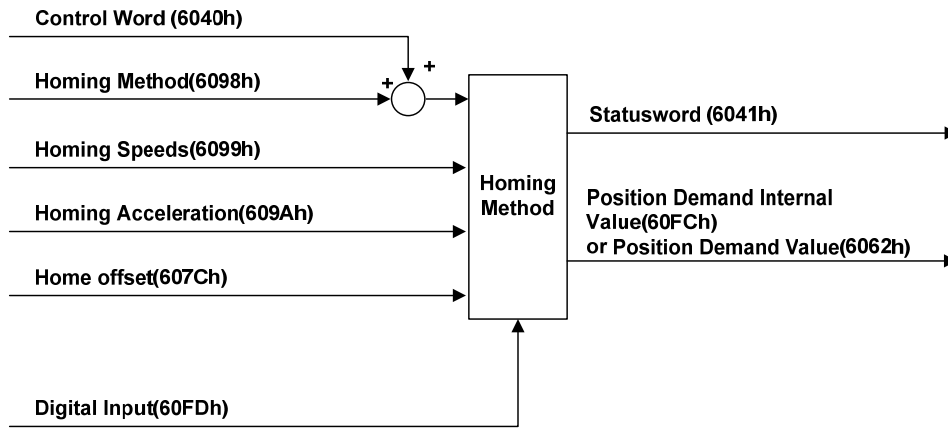 Control Word (6040h)
+
+
Homing Method(6098h)
Homing Speeds(6099h)
Homing Acceleration(609Ah)
Home offset(607Ch)
Digital Input(60FDh)
Homing
Method
Statusword (6041h)
Position Demand Internal
Value(60FCh)
or Position Demand Value(6062h)